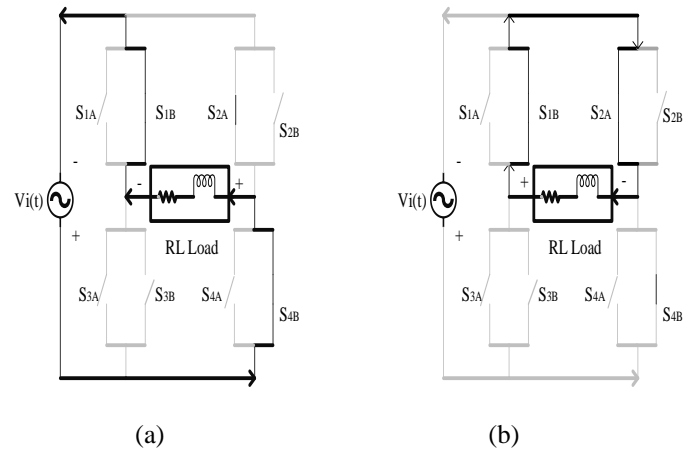 S1A S1B S2A S2B
-
- +
Vi(t)
+
RL Load
S3A S3B S4A S4B
(a)
S1A S1B S2A S2B
-
+ -
Vi(t)
+
RL Load
S3A S3B S4A S4B
(b)